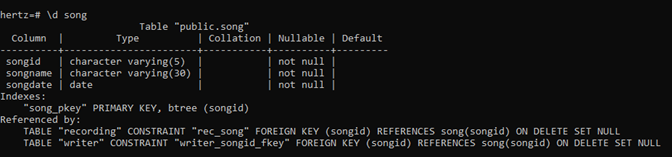 hertz=# \d song
Table "public.song"
Column | Type | Collation | Nullable | Default
----------+-----------------------+-----------+----------+---------
songid | character varying(5) | | not null |
songname | character varying(30) | | not null |
songdate | date | | not null |
Indexes:
"song_pkey" PRIMARY KEY, btree (songid)
Referenced by:
TABLE "recording" CONSTRAINT "rec_song" FOREIGN KEY (songid) REFERENCES song(songid) ON DELETE SET NULL
TABLE "writer" CONSTRAINT "writer_songid_fkey" FOREIGN KEY (songid) REFERENCES song(songid) ON DELETE SET NULL